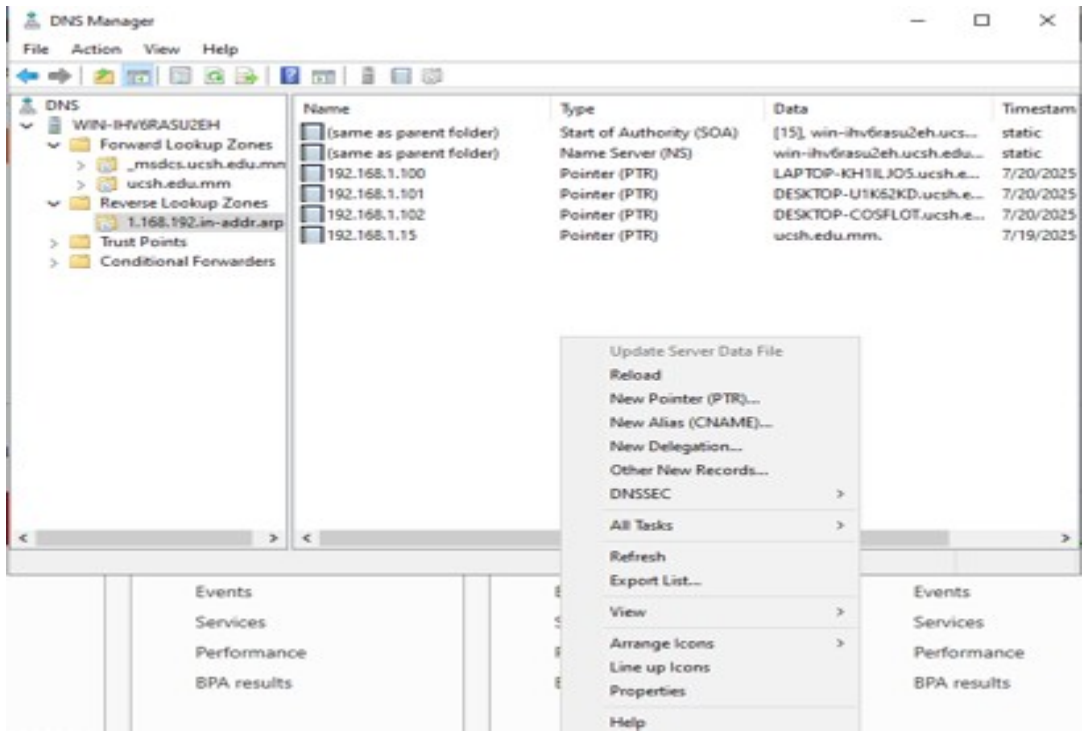 DNS Manager
File Action View Help
DNS
WIN-IHV6RASU2EH
Forward Lookup Zones
_msdcs.ucsh.edu.mm
ucsh.edu.mm
Reverse Lookup Zones
1.168.192.in-addr.arp
Trust Points
Conditional Forwarders
Name Type Data Timestam
(same as parent folder) Start of Authority (SOA) [15], win-ihv6rasu2eh.ucs... static
(same as parent folder) Name Server (NS) win-ihv6rasu2eh.ucsh.edu... static
192.168.1.100 Pointer (PTR) LAPTOP-KH1ILJO5.ucsh.e... 7/20/2025
192.168.1.101 Pointer (PTR) DESKTOP-U1K62KD.ucsh.e... 7/20/2025
192.168.1.102 Pointer (PTR) DESKTOP-COSFLOT.ucsh.e... 7/20/2025
192.168.1.15 Pointer (PTR) ucsh.edu.mm. 7/19/2025
Update Server Data File
Reload
New Pointer (PTR)...
New Alias (CNAME)...
New Delegation...
Other New Records...
DNSSEC
All Tasks
Refresh
Export List...
View
Arrange Icons
Line up Icons
Properties
Help
Events
Services
Performance
BPA results
Events
Services
Performance
BPA results